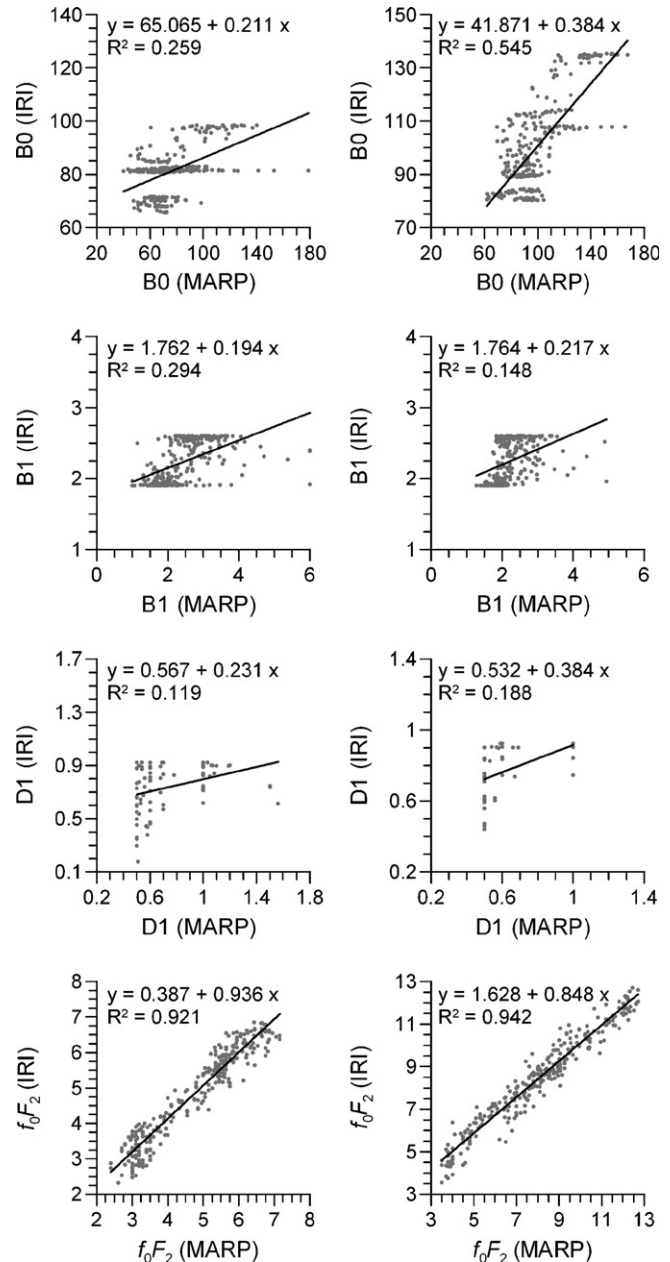 y = 65.065 + 0.211 x
R² = 0.259
B0 (IRI)
140
120
100
80
60
20
60
100
140
180
B0 (MARP)
y = 41.871 + 0.384 x
R² = 0.545
B0 (IRI)
150
130
110
90
70
20
60
100
140
180
B0 (MARP)
y = 1.762 + 0.194 x
R² = 0.294
B1 (IRI)
4
3
2
1
0
2
4
6
B1 (MARP)
y = 1.764 + 0.217 x
R² = 0.148
B1 (IRI)
4
3
2
1
0
2
4
6
B1 (MARP)
y = 0.567 + 0.231 x
R² = 0.119
D1 (IRI)
1.7
1.3
0.9
0.5
0.1
0.2
0.6
1
1.4
1.8
D1 (MARP)
y = 0.532 + 0.384 x
R² = 0.188
D1 (IRI)
1.4
1
0.6
0.2
0.2
0.6
1
1.4
D1 (MARP)
y = 0.387 + 0.936 x
R² = 0.921
f₀F₂ (IRI)
8
7
6
5
4
3
2
2
3
4
5
6
7
8
f₀F₂ (MARP)
y = 1.628 + 0.848 x
R² = 0.942
f₀F₂ (IRI)
13
11
9
7
5
3
3
5
7
9
11
13
f₀F₂ (MARP)